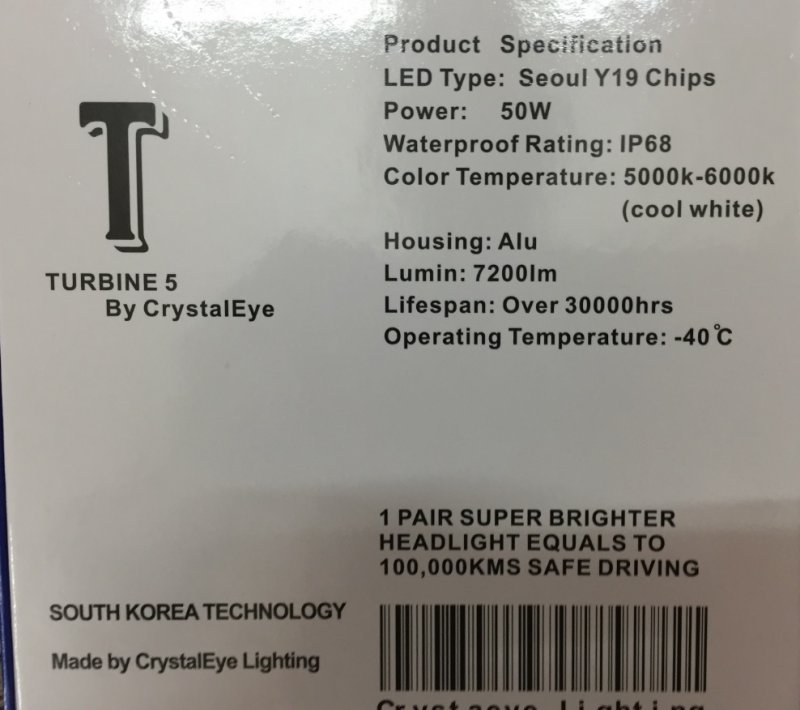 Product Specification
LED Type: Seoul Y19 Chips
Power: 50W
Waterproof Rating: IP68
Color Temperature: 5000k-6000k
(cool white)
Housing: Alu
Lumin: 7200lm
Lifespan: Over 30000hrs
Operating Temperature: -40℃
T
TURBINE 5
By CrystalEye
1 PAIR SUPER BRIGHTER
HEADLIGHT EQUALS TO
100,000KMS SAFE DRIVING
SOUTH KOREA TECHNOLOGY
Made by CrystalEye Lighting
Crystaeye Lighting